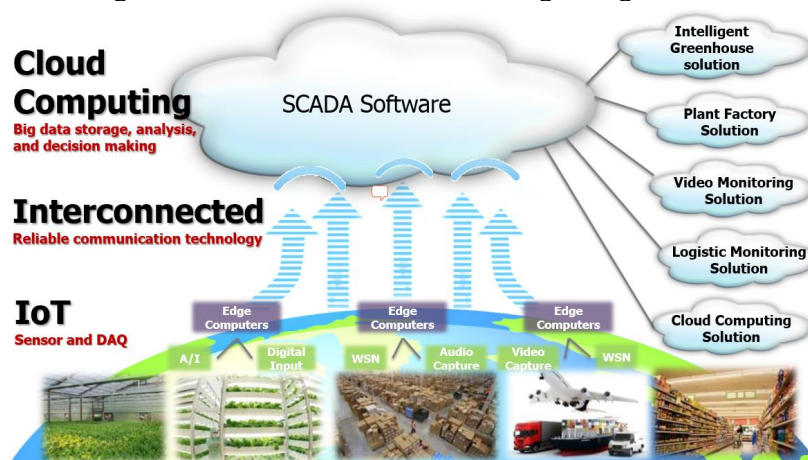 Cloud
Computing
Big data storage, analysis,
and decision making
SCADA Software
Intelligent
Greenhouse
solution
Plant Factory
Solution
Video Monitoring
Solution
Logistic Monitoring
Solution
Cloud Computing
Solution
Interconnected
Reliable communication technology
IoT
Sensor and DAQ
Edge
Computers
Edge
Computers
Edge
Computers
A/I
Digital
Input
WSN
Audio
Capture
Video
Capture
WSN